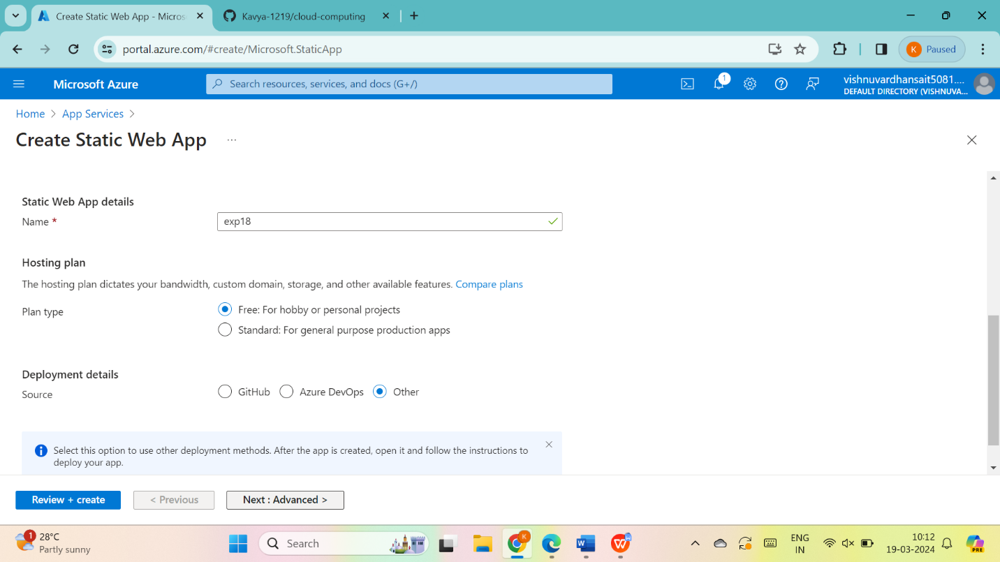 Create Static Web App - Micros
Kavya-1219/cloud-computing
portal.azure.com/#create/Microsoft.StaticApp
K Paused
Microsoft Azure
Search resources, services, and docs (G+/)
1
vishnuvardhansait5081....
DEFAULT DIRECTORY (VISHNUVA...
Home > App Services >
Create Static Web App ...
Static Web App details
Name *
exp18
Hosting plan
The hosting plan dictates your bandwidth, custom domain, storage, and other available features. Compare plans
Plan type
Free: For hobby or personal projects
Standard: For general purpose production apps
Deployment details
Source
GitHub Azure DevOps Other
Select this option to use other deployment methods. After the app is created, open it and follow the instructions to
deploy your app.
Review + create < Previous Next : Advanced >
1
28°C
Partly sunny
Search
K
W
W
ENG
IN
10:12
19-03-2024
PRE